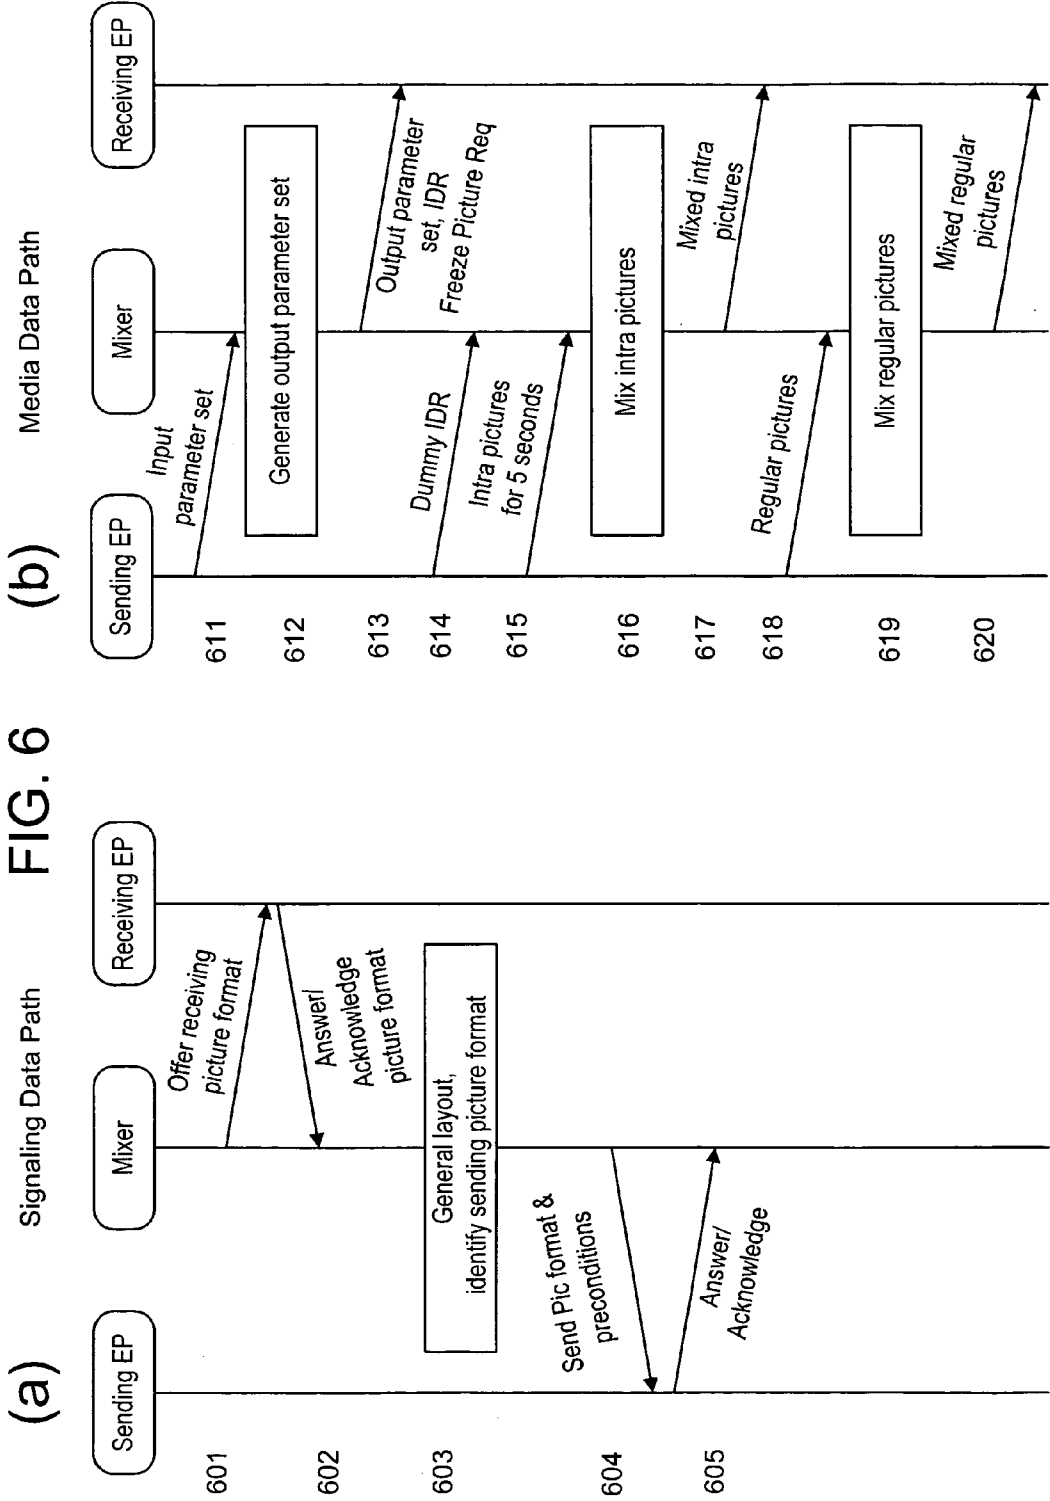 FIG. 6
(a)
Signaling Data Path
Sending EP
Mixer
Receiving EP
601
Offer receiving
picture format
602
Answer/
Acknowledge
picture format
603
General layout,
identify sending picture format
604
Send Pic format &
preconditions
605
Answer/
Acknowledge
(b)
Media Data Path
Sending EP
Mixer
Receiving EP
611
Input
parameter set
612
Generate output parameter set
613
Output parameter
set, IDR
Freeze Picture Req
614
Dummy IDR
615
Intra pictures
for 5 seconds
616
Mix intra pictures
617
Mixed intra
pictures
618
Regular pictures
619
Mix regular pictures
620
Mixed regular
pictures